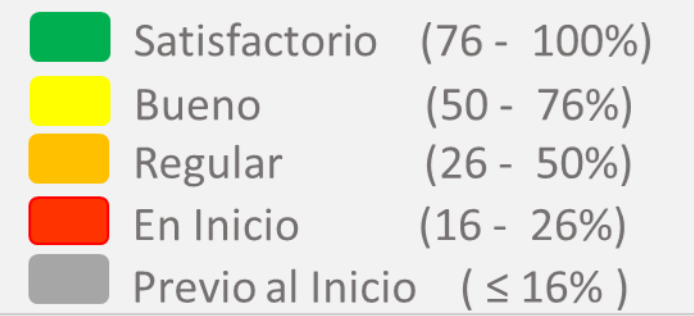 Satisfactorio (76 - 100%)
Bueno (50 - 76%)
Regular (26 - 50%)
En Inicio (16 - 26%)
Previo al Inicio ( ≤ 16% )